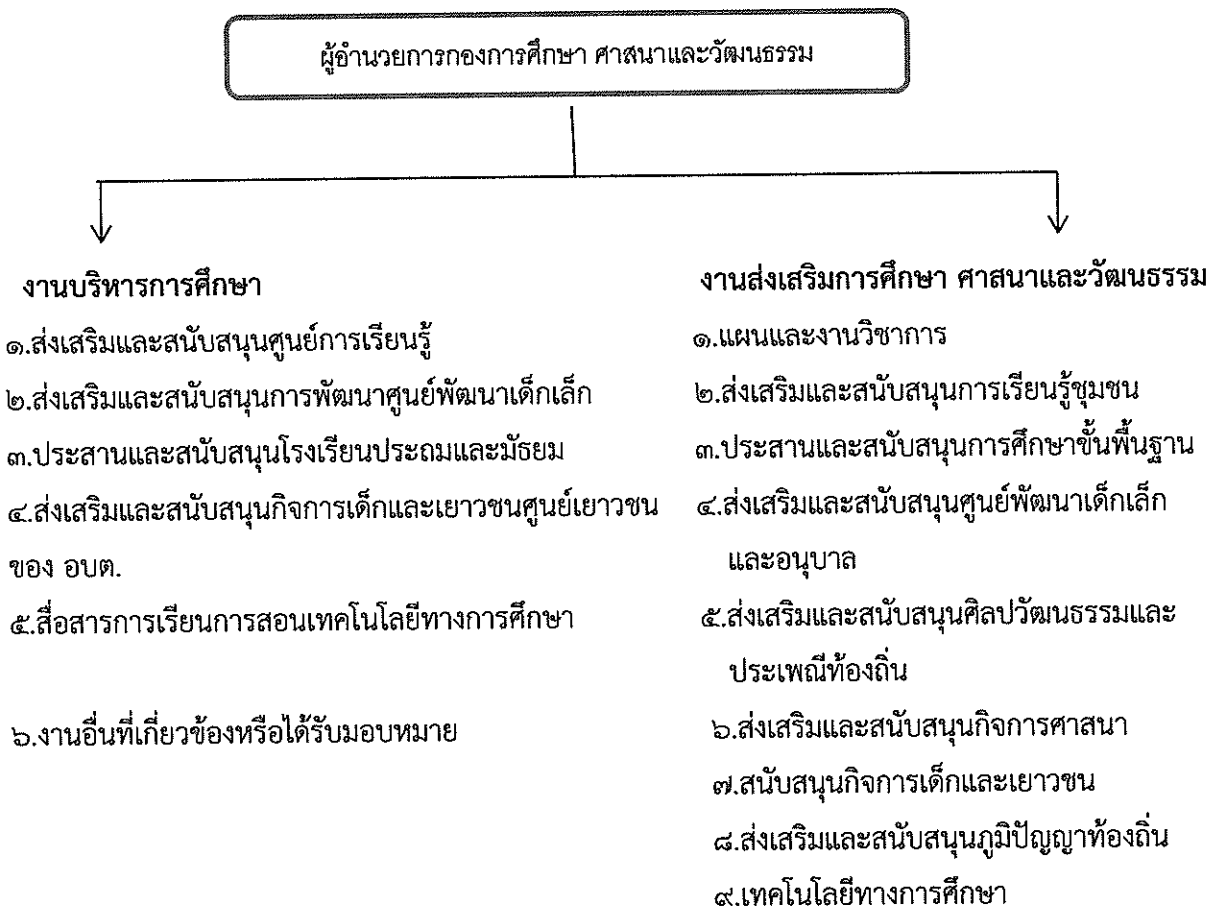 ผู้อำนวยการกองการศึกษา ศาสนาและวัฒนธรรม
งานบริหารการศึกษา
๑.ส่งเสริมและสนับสนุนศูนย์การเรียนรู้
๒.ส่งเสริมและสนับสนุนการพัฒนาศูนย์พัฒนาเด็กเล็ก
๓.ประสานและสนับสนุนโรงเรียนประถมและมัธยม
๔.ส่งเสริมและสนับสนุนกิจการเด็กและเยาวชนศูนย์เยาวชน
ของ อบต.
๕.สื่อสารการเรียนการสอนเทคโนโลยีทางการศึกษา
๖.งานอื่นที่เกี่ยวข้องหรือได้รับมอบหมาย
งานส่งเสริมการศึกษา ศาสนาและวัฒนธรรม
๑.แผนและงานวิชาการ
๒.ส่งเสริมและสนับสนุนการเรียนรู้ชุมชน
๓.ประสานและสนับสนุนการศึกษาขั้นพื้นฐาน
๔.ส่งเสริมและสนับสนุนศูนย์พัฒนาเด็กเล็ก
และอนุบาล
๕.ส่งเสริมและสนับสนุนศิลปวัฒนธรรมและ
ประเพณีท้องถิ่น
๖.ส่งเสริมและสนับสนุนกิจการศาสนา
๗.สนับสนุนกิจการเด็กและเยาวชน
๘.ส่งเสริมและสนับสนุนภูมิปัญญาท้องถิ่น
๙.เทคโนโลยีทางการศึกษา